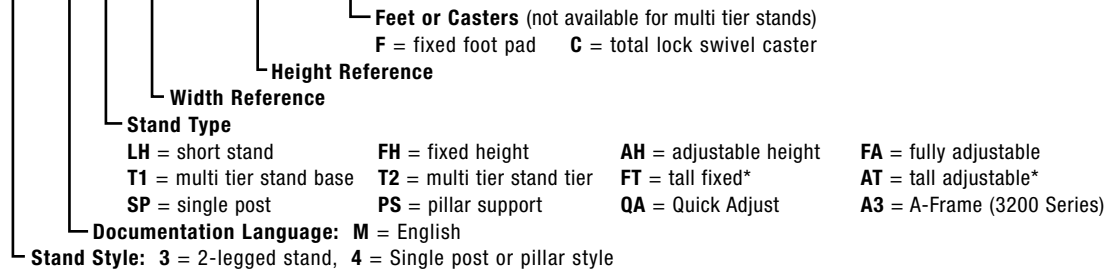 Feet or Casters (not available for multi tier stands)
F = fixed foot pad C = total lock swivel caster
Height Reference
Width Reference
Stand Type
LH = short stand FH = fixed height AH = adjustable height FA = fully adjustable
T1 = multi tier stand base T2 = multi tier stand tier FT = tall fixed* AT = tall adjustable*
SP = single post PS = pillar support QA = Quick Adjust A3 = A-Frame (3200 Series)
Documentation Language: M = English
Stand Style: 3 = 2-legged stand, 4 = Single post or pillar style